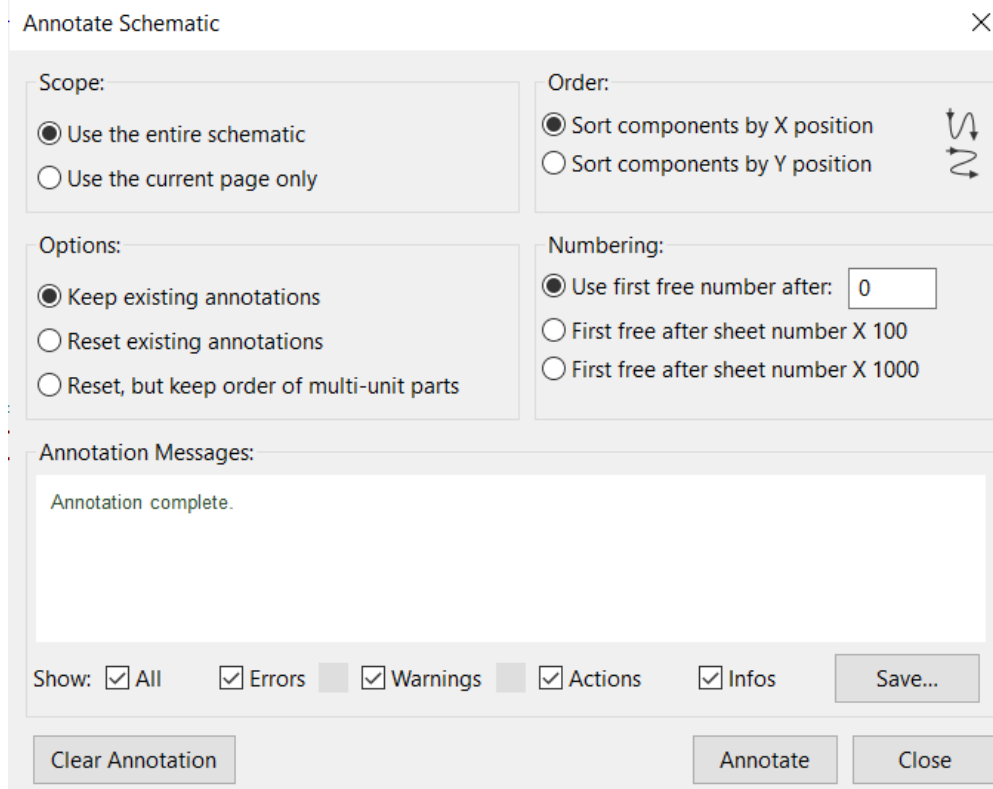 Annotate Schematic
Scope:
Use the entire schematic
Use the current page only
Order:
Sort components by X position
Sort components by Y position
Options:
Keep existing annotations
Reset existing annotations
Reset, but keep order of multi-unit parts
Numbering:
Use first free number after: 0
First free after sheet number X 100
First free after sheet number X 1000
Annotation Messages:
Annotation complete.
Show: All Errors Warnings Actions Infos Save...
Clear Annotation Annotate Close